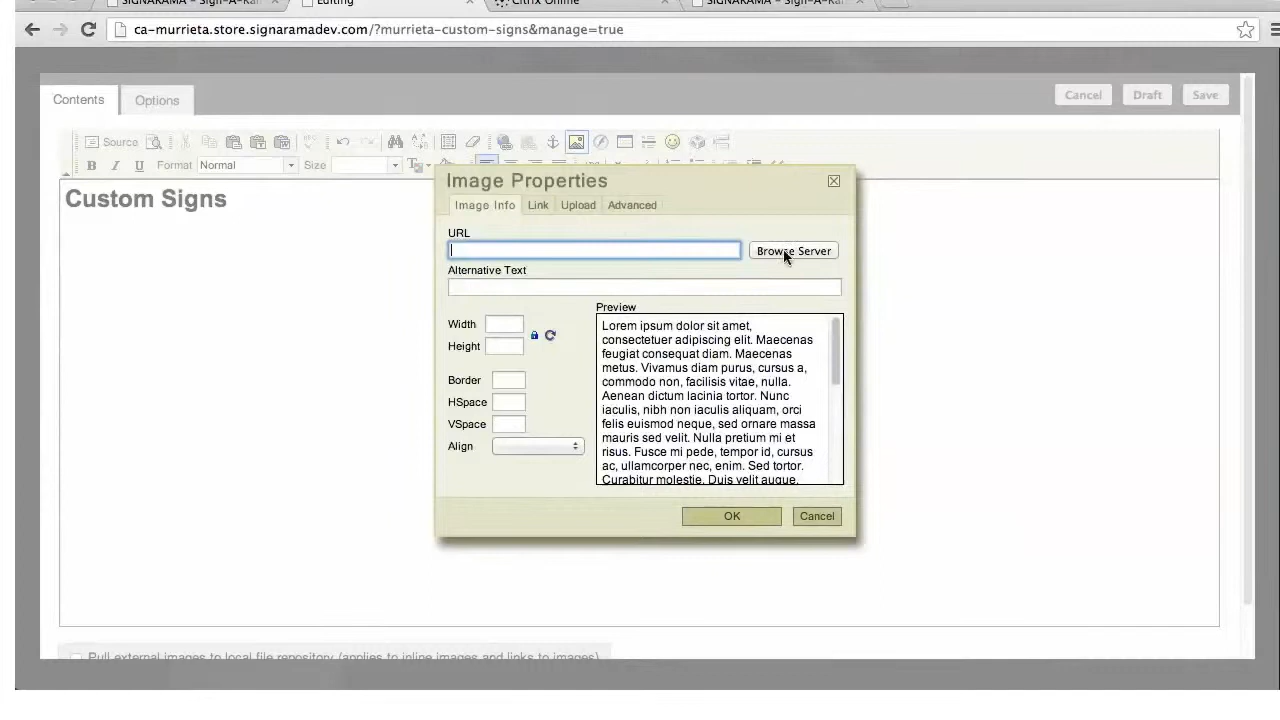 Editing
Citrix Online
ca-murrieta.store.signaramadev.com/?murrieta-custom-signs&manage=true
Contents
Options
Cancel
Draft
Save
Source
B I U Format Normal Size
Custom Signs
Image Properties
Image Info Link Upload Advanced
URL
Browse Server
Alternative Text
Preview
Width
Height
Border
HSpace
VSpace
Align
Lorem ipsum dolor sit amet,
consectetuer adipiscing elit. Maecenas
feugiat consequat diam. Maecenas
metus. Vivamus diam purus, cursus a,
commodo non, facilisis vitae, nulla.
Aenean dictum lacinia tortor. Nunc
iaculis, nibh non iaculis aliquam, orci
felis euismod neque, sed ornare massa
mauris sed velit. Nulla pretium mi et
risus. Fusce mi pede, tempor id, cursus
ac, ullamcorper nec, enim. Sed tortor.
Curabitur molestie. Duis velit augue,
OK
Cancel
Pull external images to local file repository (applies to inline images and links to images)